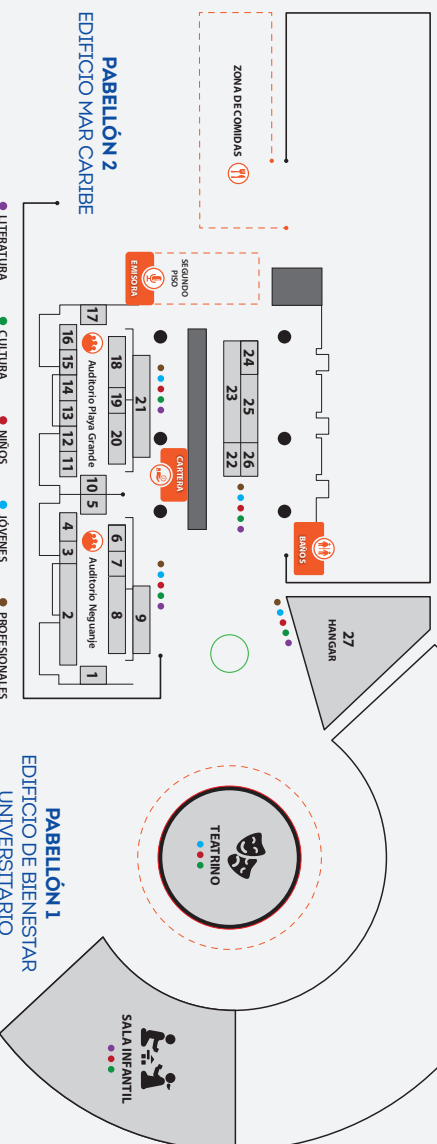 ZONA DE COMIDAS
PABELLÓN 2
EDIFICIO MAR CARIBE
SEGUNDO
PISO
EMISORA
17
16
15
14
13
12
11
Auditorio Playa Grande
18
19
20
21
10
5
CARTERA
24
25
26
23
22
BAÑOS
4
3
2
Auditorio Neguanje
6
7
8
9
1
27
HANGAR
LITERATURA
CULTURA
NIÑOS
JÓVENES
PROFESIONALES
TEATRINO
PABELLÓN 1
EDIFICIO DE BIENESTAR
UNIVERSITARIO
SALA INFANTIL